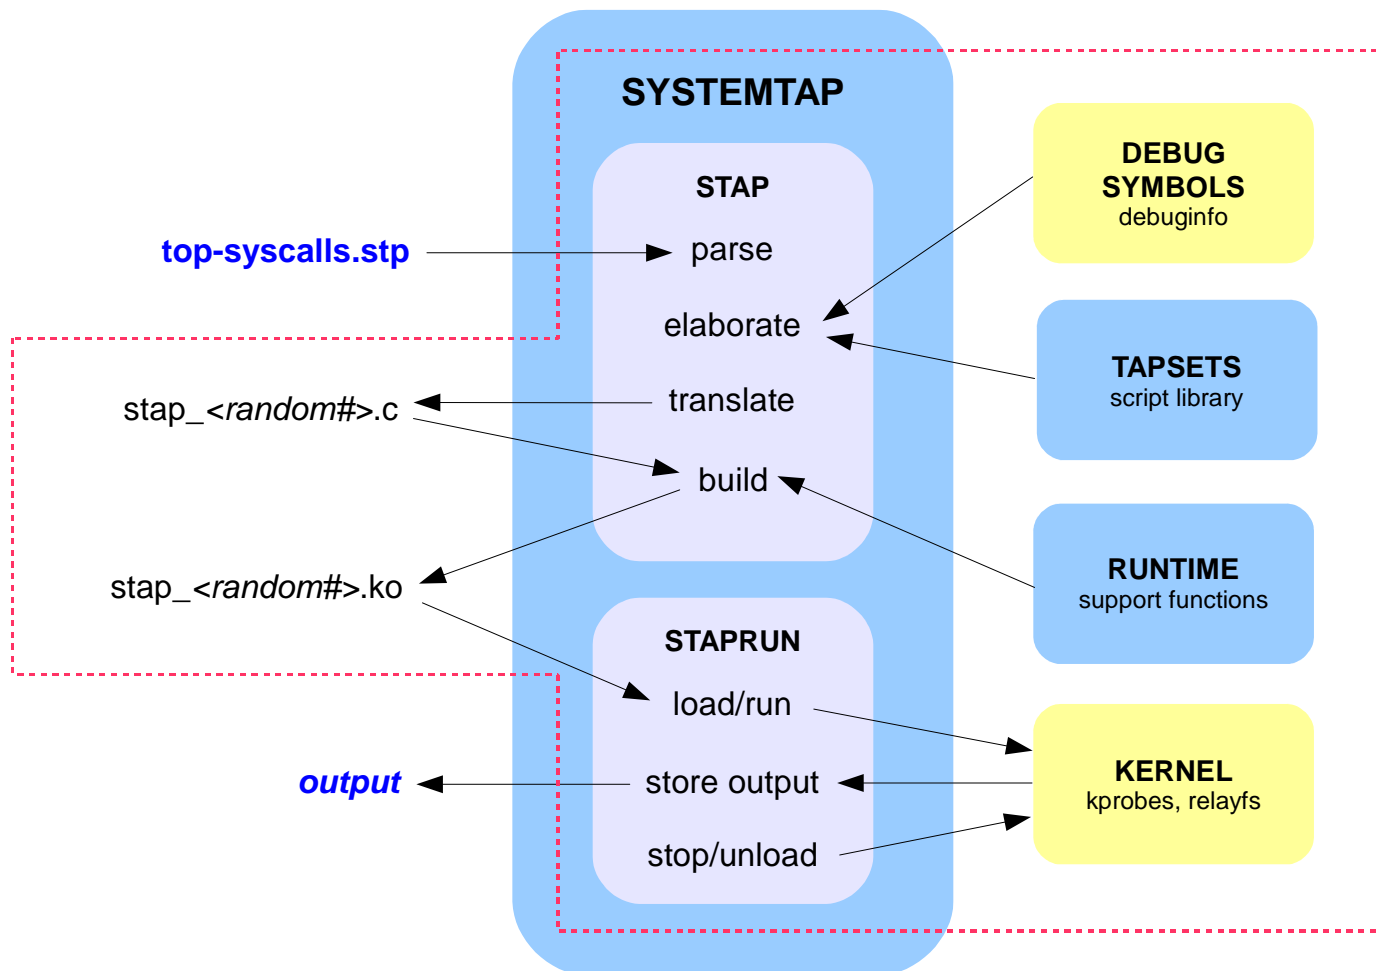 SYSTEMTAP
STAP
top-syscalls.stp
parse
elaborate
translate
build
stap_<random#>.c
stap_<random#>.ko
STAPRUN
load/run
store output
stop/unload
output
DEBUG
SYMBOLS
debuginfo
TAPSETS
script library
RUNTIME
support functions
KERNEL
kprobes, relayfs